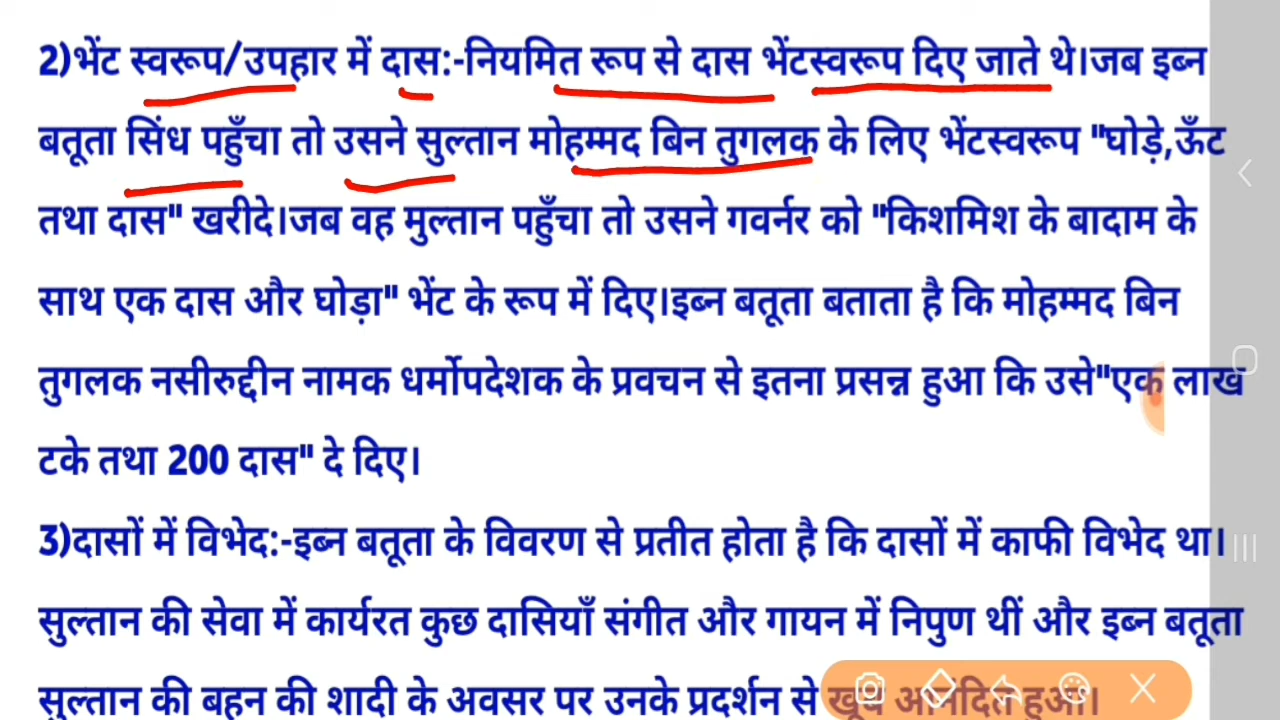 2)भेंट स्वरूप/उपहार में दास:-नियमित रूप से दास भेंटस्वरूप दिए जाते थे।जब इब्न
बतूता सिंध पहुँचा तो उसने सुल्तान मोहम्मद बिन तुगलक के लिए भेंटस्वरूप "घोड़े,ऊँट
तथा दास" खरीदे।जब वह मुल्तान पहुँचा तो उसने गवर्नर को "किशमिश के बादाम के
साथ एक दास और घोड़ा" भेंट के रूप में दिए।इब्न बतूता बताता है कि मोहम्मद बिन
तुगलक नसीरुद्दीन नामक धर्मोपदेशक के प्रवचन से इतना प्रसन्न हुआ कि उसे"एक लाख
टके तथा 200 दास" दे दिए।
3)दासों में विभेद:-इब्न बतूता के विवरण से प्रतीत होता है कि दासों में काफी विभेद था।
सुल्तान की सेवा में कार्यरत कुछ दासियाँ संगीत और गायन में निपुण थीं और इब्न बतूता
सुल्तान की बहन की शादी के अवसर पर उनके प्रदर्शन से खूब आनंदित हुआ।